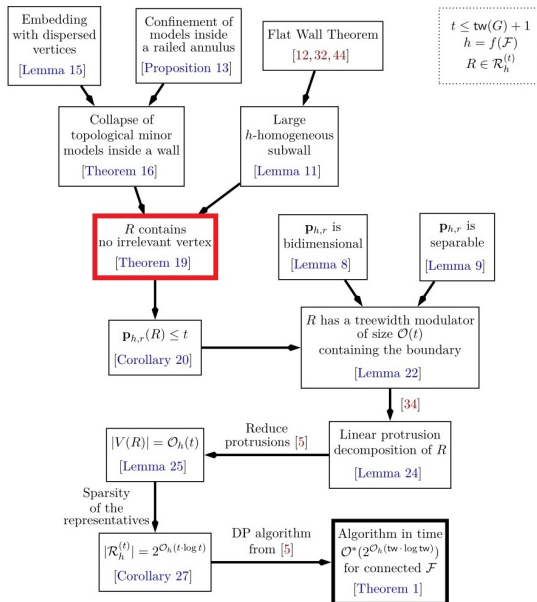 Embedding
with dispersed
vertices
[Lemma 15]
Confinement of
models inside
a railed annulus
[Proposition 13]
Flat Wall Theorem
[12,32,44]
t ≤ tw(G) + 1
h = f(ℱ)
R ∈ ℛ_h^(t)
Collapse of
topological minor
models inside a wall
[Theorem 16]
Large
h-homogeneous
subwall
[Lemma 11]
R contains
no irrelevant vertex
[Theorem 19]
p_h,r is
bidimensional
[Lemma 8]
p_h,r is
separable
[Lemma 9]
p_h,r(R) ≤ t
[Corollary 20]
R has a treewidth modulator
of size 𝒪(t)
containing the boundary
[Lemma 22]
[34]
Linear protrusion
decomposition of R
[Lemma 24]
Reduce
protrusions [5]
|V(R)| = 𝒪_h(t)
[Lemma 25]
Sparsity
of the
representatives
|ℛ_h^(t)| = 2^𝒪_h(t·log t)
[Corollary 27]
DP algorithm
from [5]
Algorithm in time
𝒪*(2^𝒪_h(tw·log tw))
for connected ℱ
[Theorem 1]